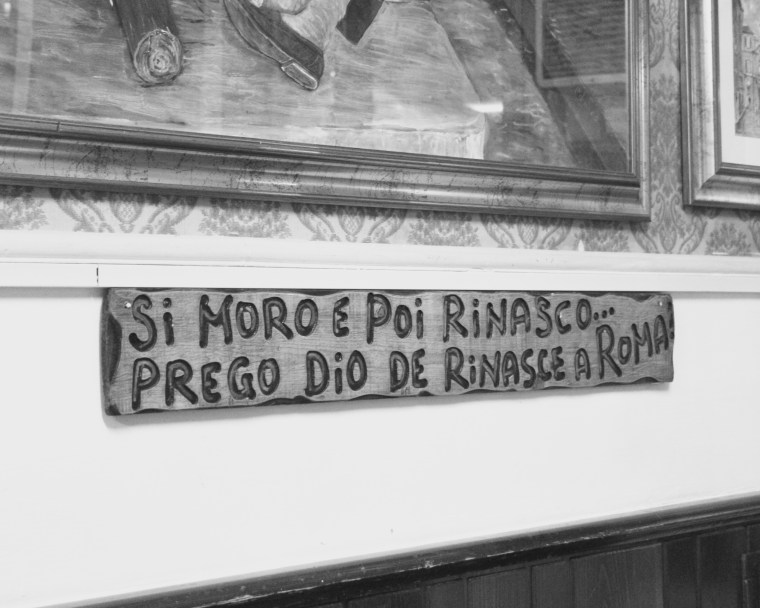 Si MORO E POi RiNASCO...
PREGO DiO DE RiNASCE A ROMA!